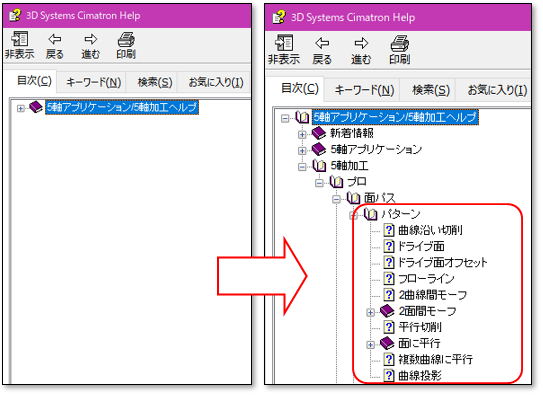 3D Systems Cimatron Help
非表示 戻る 進む 印刷
目次(C) キーワード(N) 検索(S) お気に入り(I)
5軸アプリケーション/5軸加工ヘルプ
3D Systems Cimatron Help
非表示 戻る 進む 印刷
目次(C) キーワード(N) 検索(S) お気に入り(I)
5軸アプリケーション/5軸加工ヘルプ
新着情報
5軸アプリケーション
5軸加工
プロ
面パス
パターン
曲線沿い切削
ドライブ面
ドライブ面オフセット
フローライン
2曲線間モーフ
2面間モーフ
平行切削
面に平行
複数曲線に平行
曲線投影